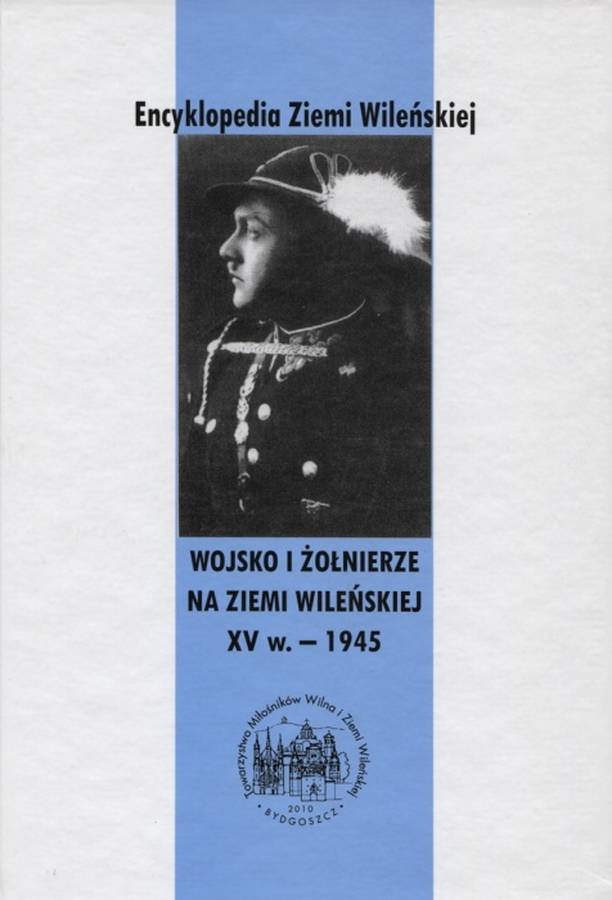 Encyklopedia Ziemi Wileńskiej
WOJSKO I ŻOŁNIERZE
NA ZIEMI WILEŃSKIEJ
XV w. – 1945
Towarzystwo Miłośników Wilna i Ziemi Wileńskiej
2010
• BYDGOSZCZ •